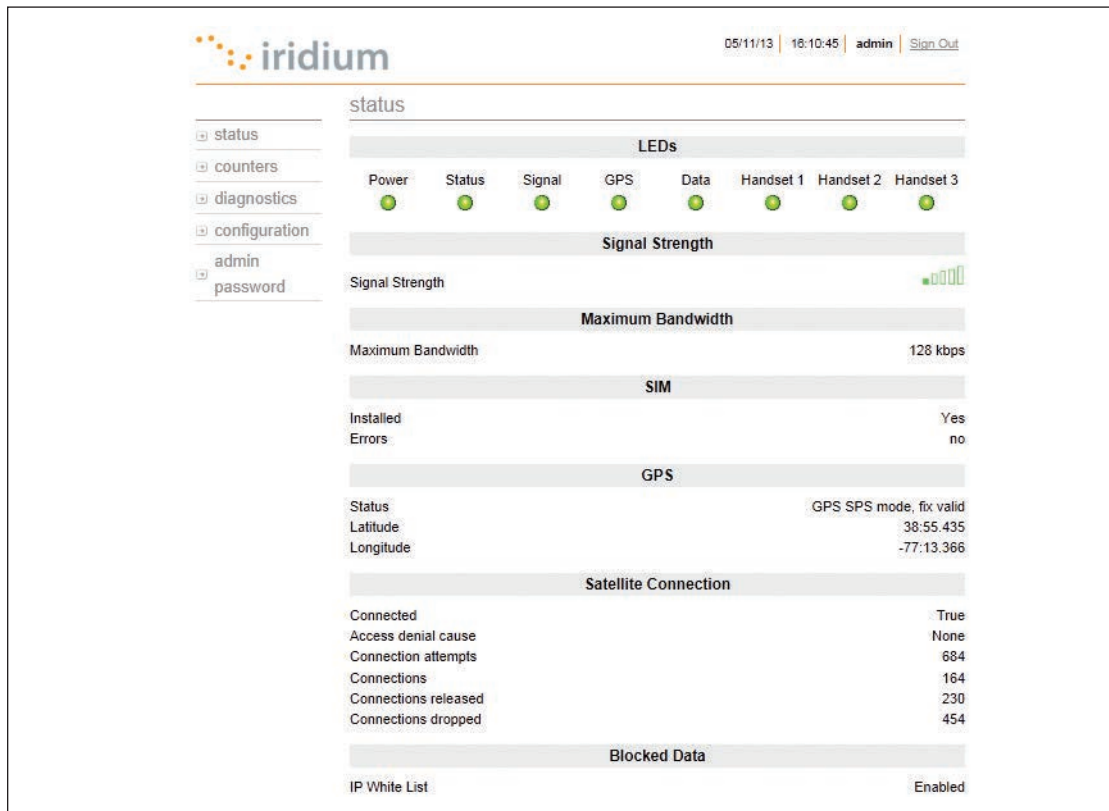 iridium
05/11/13 16:10:45 admin Sign Out
status
counters
diagnostics
configuration
admin
password
status
LEDs
Power Status Signal GPS Data Handset 1 Handset 2 Handset 3
Signal Strength
Signal Strength
Maximum Bandwidth
Maximum Bandwidth 128 kbps
SIM
Installed Yes
Errors no
GPS
Status GPS SPS mode, fix valid
Latitude 38:55.435
Longitude -77:13.366
Satellite Connection
Connected True
Access denial cause None
Connection attempts 684
Connections 164
Connections released 230
Connections dropped 454
Blocked Data
IP White List Enabled